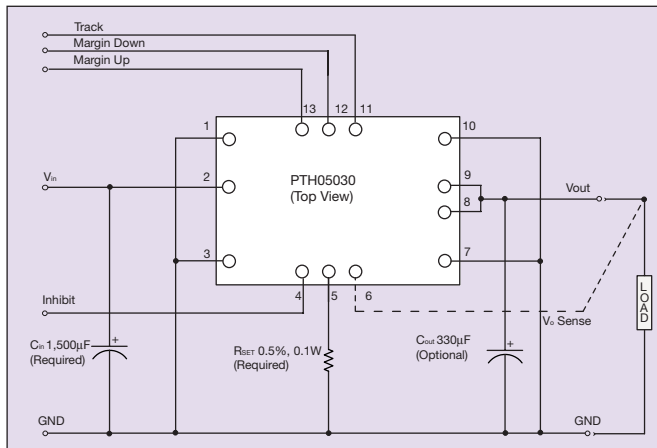 Track
Margin Down
Margin Up
13 12 11
1
10
PTH05030
(Top View)
Vin
2
9
8
Vout
3
7
4 5 6
Inhibit
Vo Sense
LOAD
Cin 1,500µF
(Required)
+
RSET 0.5%, 0.1W
(Required)
Cout 330µF
(Optional)
+
GND
GND